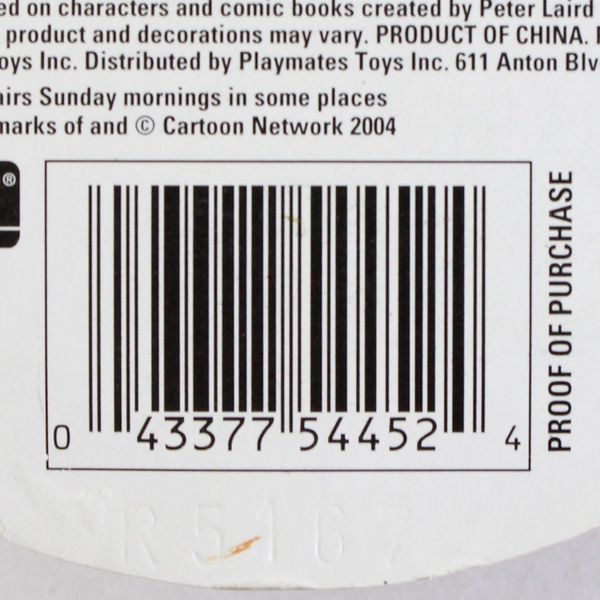 ed on characters and comic books created by Peter Laird
product and decorations may vary. PRODUCT OF CHINA.
oys Inc. Distributed by Playmates Toys Inc. 611 Anton Blv
airs Sunday mornings in some places
marks of and © Cartoon Network 2004
®
PROOF OF PURCHASE
0 43377 54452 4
R5167